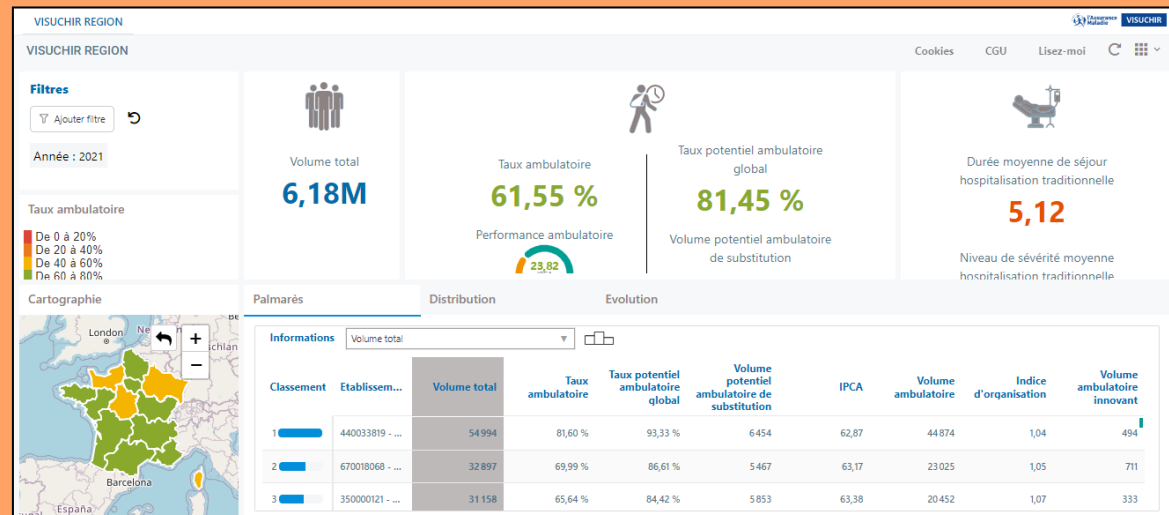 VISUCHIR REGION
l'Assurance
Maladie
VISUCHIR
VISUCHIR REGION
Cookies
CGU
Lisez-moi
Filtres
Ajouter filtre
Année : 2021
Volume total
6,18M
Taux ambulatoire
61,55 %
Performance ambulatoire
23,82
Taux potentiel ambulatoire
global
81,45 %
Volume potentiel ambulatoire
de substitution
Durée moyenne de séjour
hospitalisation traditionnelle
5,12
Niveau de sévérité moyenne
hospitalisation traditionnelle
Taux ambulatoire
De 0 à 20%
De 20 à 40%
De 40 à 60%
De 60 à 80%
Cartographie
London
+
−
schlan
Barcelona
España
Palmarès
Distribution
Evolution
Informations
Volume total
Classement Etablissem... Volume total Taux ambulatoire Taux potentiel ambulatoire global Volume potentiel ambulatoire de substitution IPCA Volume ambulatoire Indice d'organisation Volume ambulatoire innovant
1 440033819 - ... 54 994 81,60 % 93,33 % 6 454 62,87 44 874 1,04 494
2 670018068 - ... 32 897 69,99 % 86,61 % 5 467 63,17 23 025 1,05 711
3 350000121 - ... 31 158 65,64 % 84,42 % 5 853 63,38 20 452 1,07 333